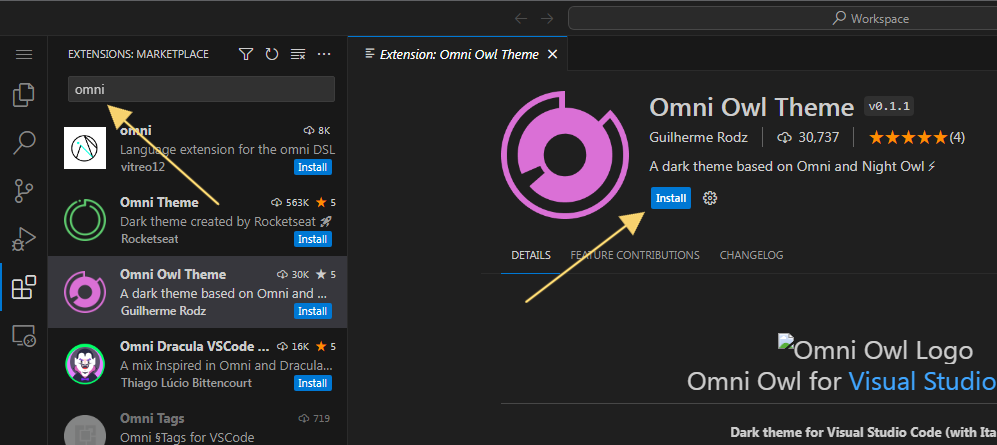 Workspace
EXTENSIONS: MARKETPLACE
omni
omni 8K
Language extension for the omni DSL
vitreo12 Install
Omni Theme 563K ★ 5
Dark theme created by Rocketseat 🚀
Rocketseat Install
Omni Owl Theme 30K ★ 5
A dark theme based on Omni and ...
Guilherme Rodz Install
Omni Dracula VSCode ... 16K ★ 5
A mix Inspired in Omni and Dracula...
Thiago Lúcio Bittencourt Install
Omni Tags 719
Omni §Tags for VSCode
Extension: Omni Owl Theme
Omni Owl Theme v0.1.1
Guilherme Rodz 30,737 ★★★★★(4)
A dark theme based on Omni and Night Owl ⚡
Install
DETAILS FEATURE CONTRIBUTIONS CHANGELOG
Omni Owl Logo
Omni Owl for Visual Studio
Dark theme for Visual Studio Code (with Ita